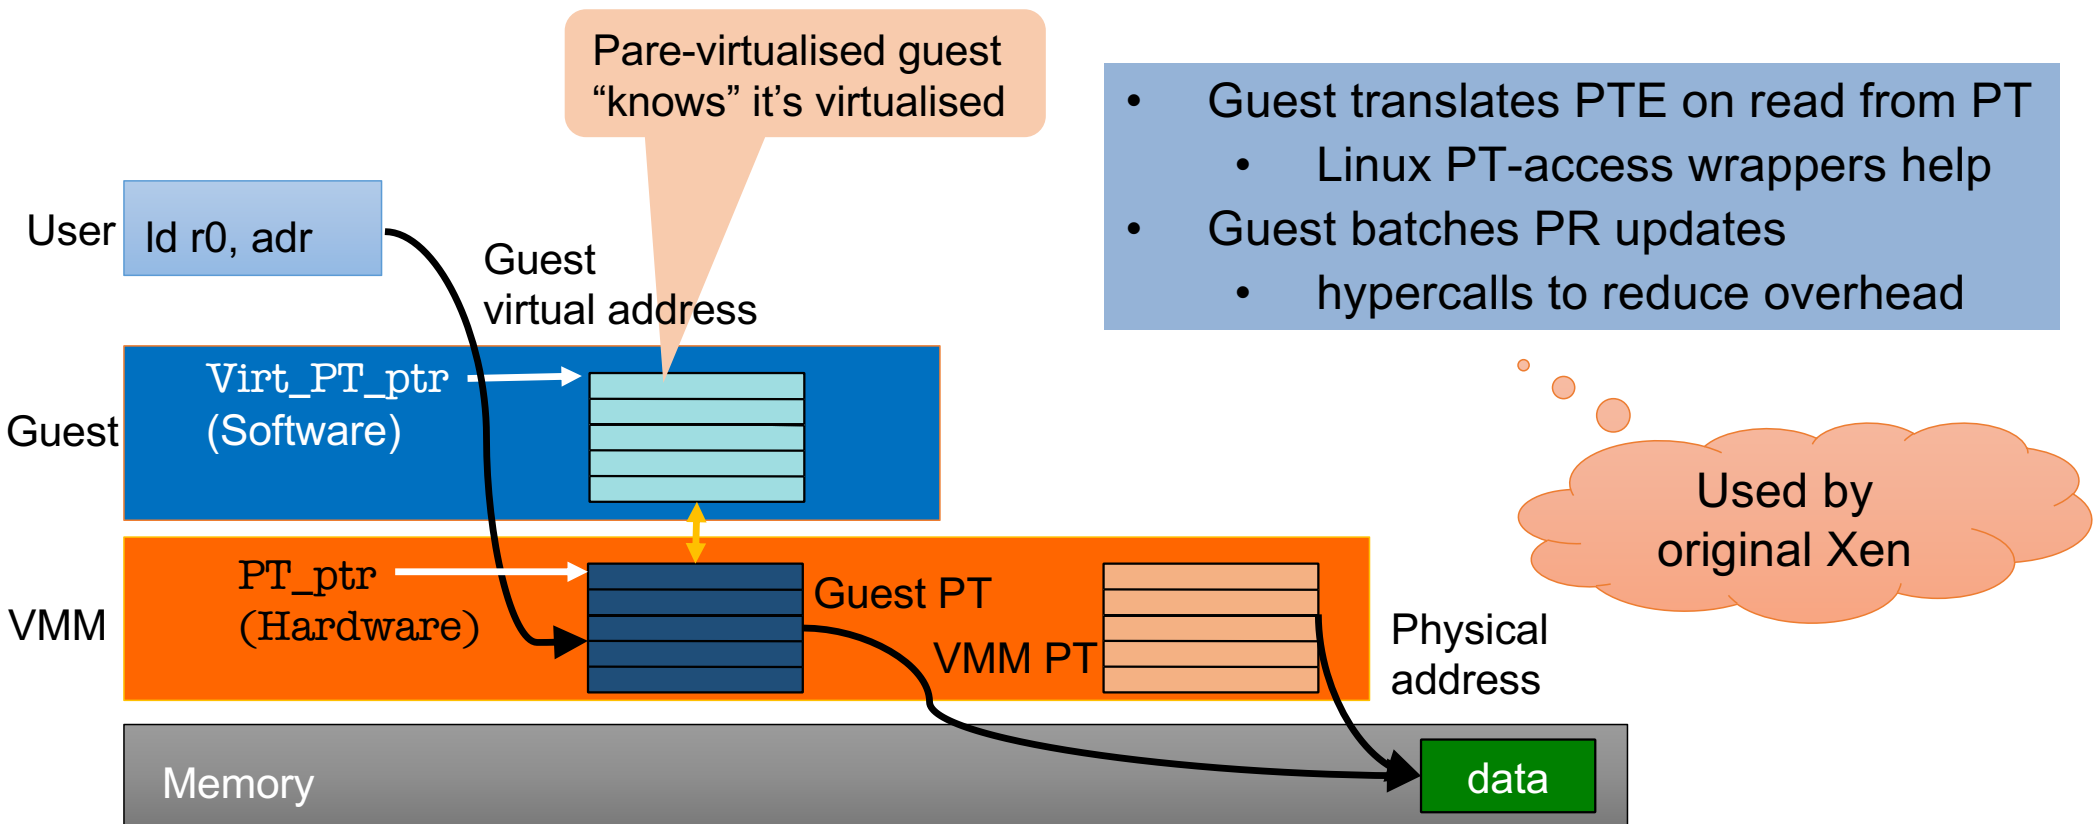 Pare-virtualised guest
“knows” it’s virtualised
• Guest translates PTE on read from PT
• Linux PT-access wrappers help
• Guest batches PR updates
• hypercalls to reduce overhead
User
ld r0, adr
Guest
virtual address
Virt_PT_ptr
(Software)
Guest
Used by
original Xen
PT_ptr
(Hardware)
VMM
Guest PT
VMM PT
Physical
address
Memory
data